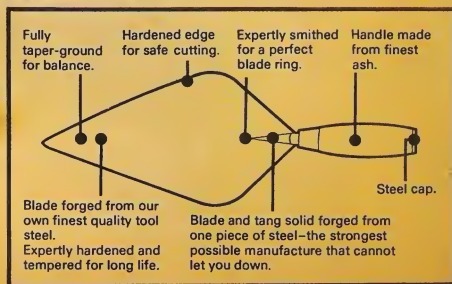 Fully
taper-ground
for balance.
Hardened edge
for safe cutting.
Expertly smithed
for a perfect
blade ring.
Handle made
from finest
ash.
Steel cap.
Blade forged from our
own finest quality tool
steel.
Expertly hardened and
tempered for long life.
Blade and tang solid forged from
one piece of steel–the strongest
possible manufacture that cannot
let you down.